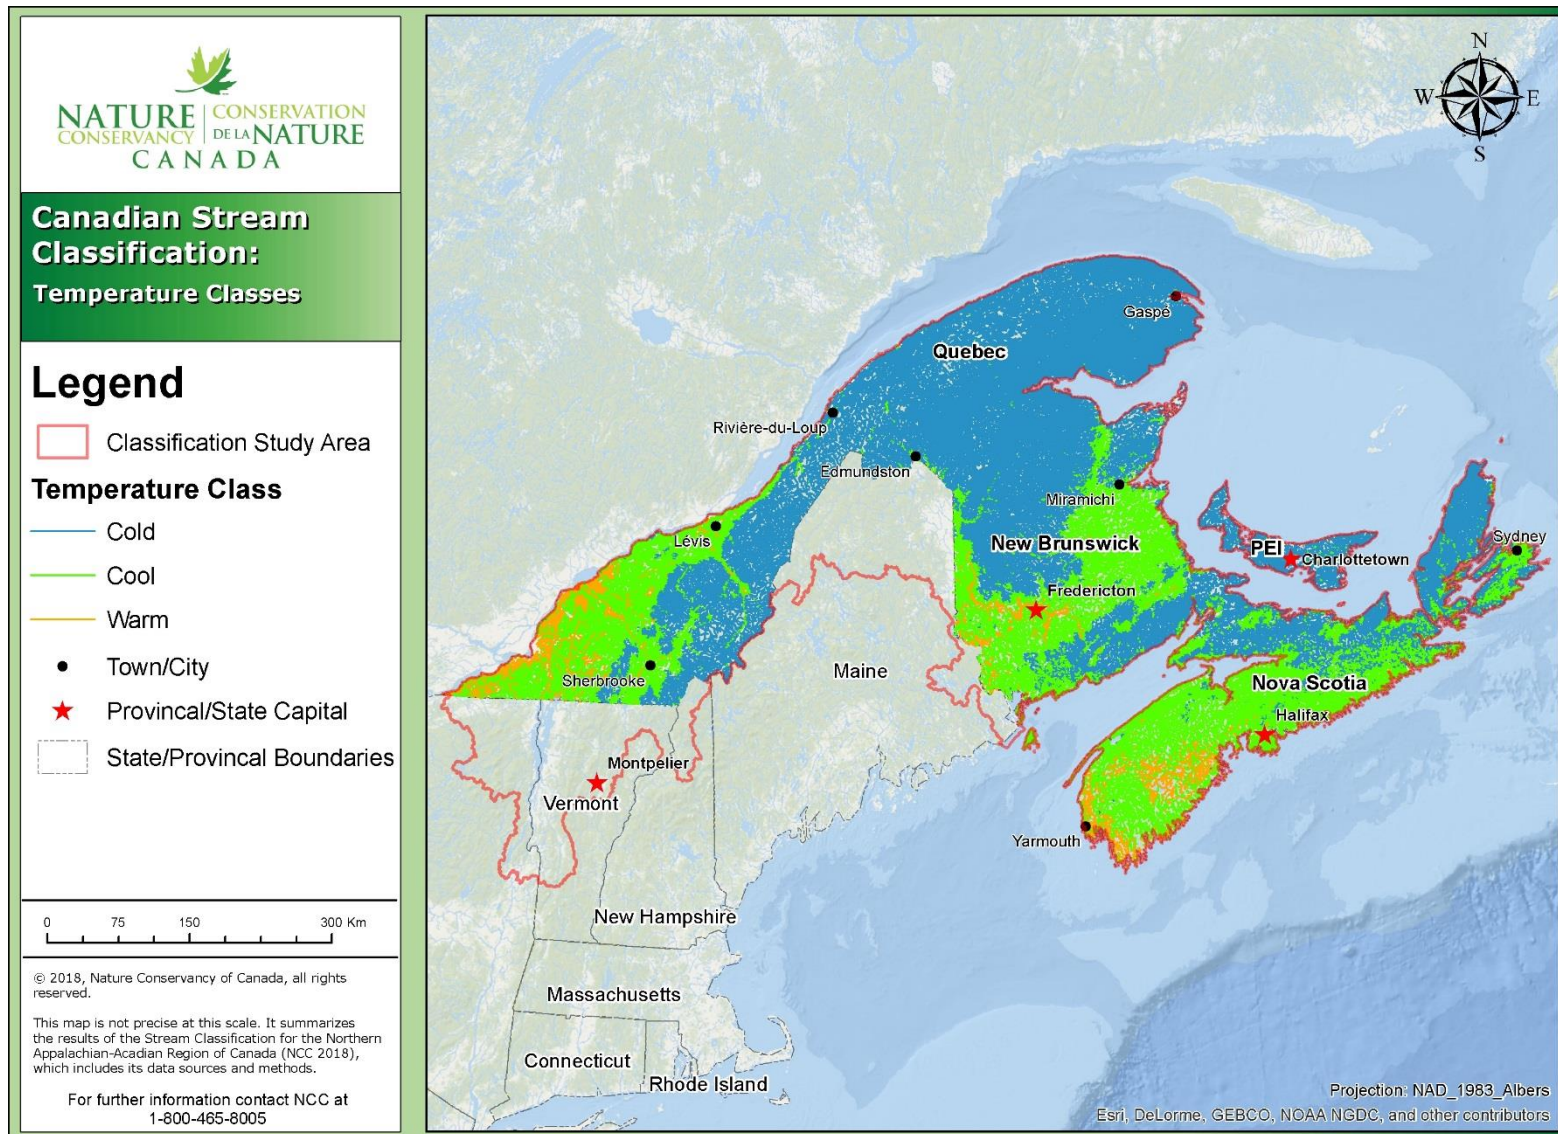 NATURE CONSERVANCY
CONSERVATION DE LA NATURE
CANADA
Canadian Stream
Classification:
Temperature Classes
Legend
Classification Study Area
Temperature Class
Cold
Cool
Warm
Town/City
Provincal/State Capital
State/Provincal Boundaries
0 75 150 300 Km
© 2018, Nature Conservancy of Canada, all rights
reserved.
This map is not precise at this scale. It summarizes
the results of the Stream Classification for the Northern
Appalachian-Acadian Region of Canada (NCC 2018),
which includes its data sources and methods.
For further information contact NCC at
1-800-465-8005
N
W E
S
Gaspé
Quebec
Rivière-du-Loup
Edmundston
Miramichi
Lévis
New Brunswick
PEI
Sydney
Charlottetown
Fredericton
Maine
Sherbrooke
Nova Scotia
Halifax
Montpelier
Vermont
Yarmouth
New Hampshire
Massachusetts
Connecticut
Rhode Island
Projection: NAD_1983_Albers
Esri, DeLorme, GEBCO, NOAA NGDC, and other contributors